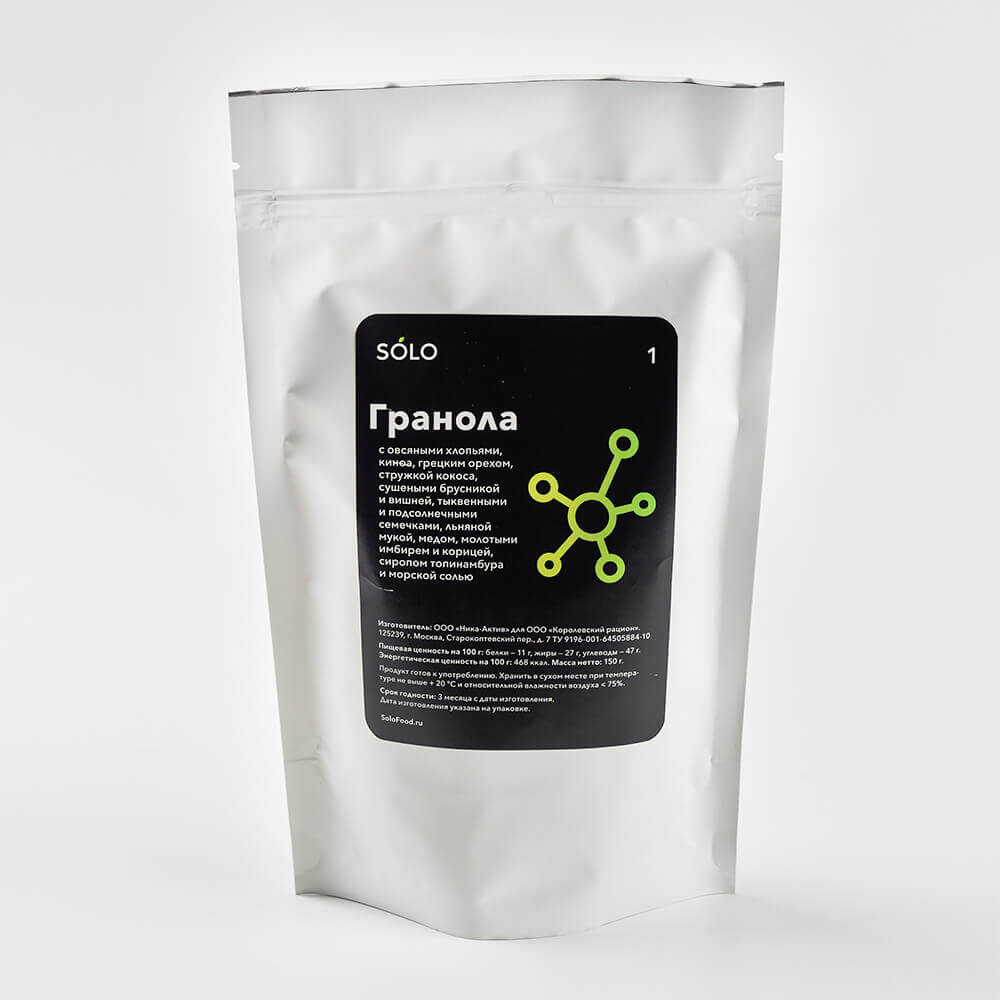 SÓLO
1
Гранола
с овсяными хлопьями,
киноа, грецким орехом,
стружкой кокоса,
сушеными брусникой
и вишней, тыквенными
и подсолнечными
семечками, льняной
мукой, медом, молотыми
имбирем и корицей,
сиропом топинамбура
и морской солью
Изготовитель: ООО «Ника-Актив» для ООО «Королевский рацион».
125239, г. Москва, Старокоптевский пер., д. 7 ТУ 9196-001-64505884-10
Пищевая ценность на 100 г: белки – 11 г, жиры – 27 г, углеводы – 47 г.
Энергетическая ценность на 100 г: 468 ккал. Масса нетто: 150 г.
Продукт готов к употреблению. Хранить в сухом месте при темпера-
туре не выше + 20 °С и относительной влажности воздуха < 75%.
Срок годности: 3 месяца с даты изготовления.
Дата изготовления указана на упаковке.
SoloFood.ru